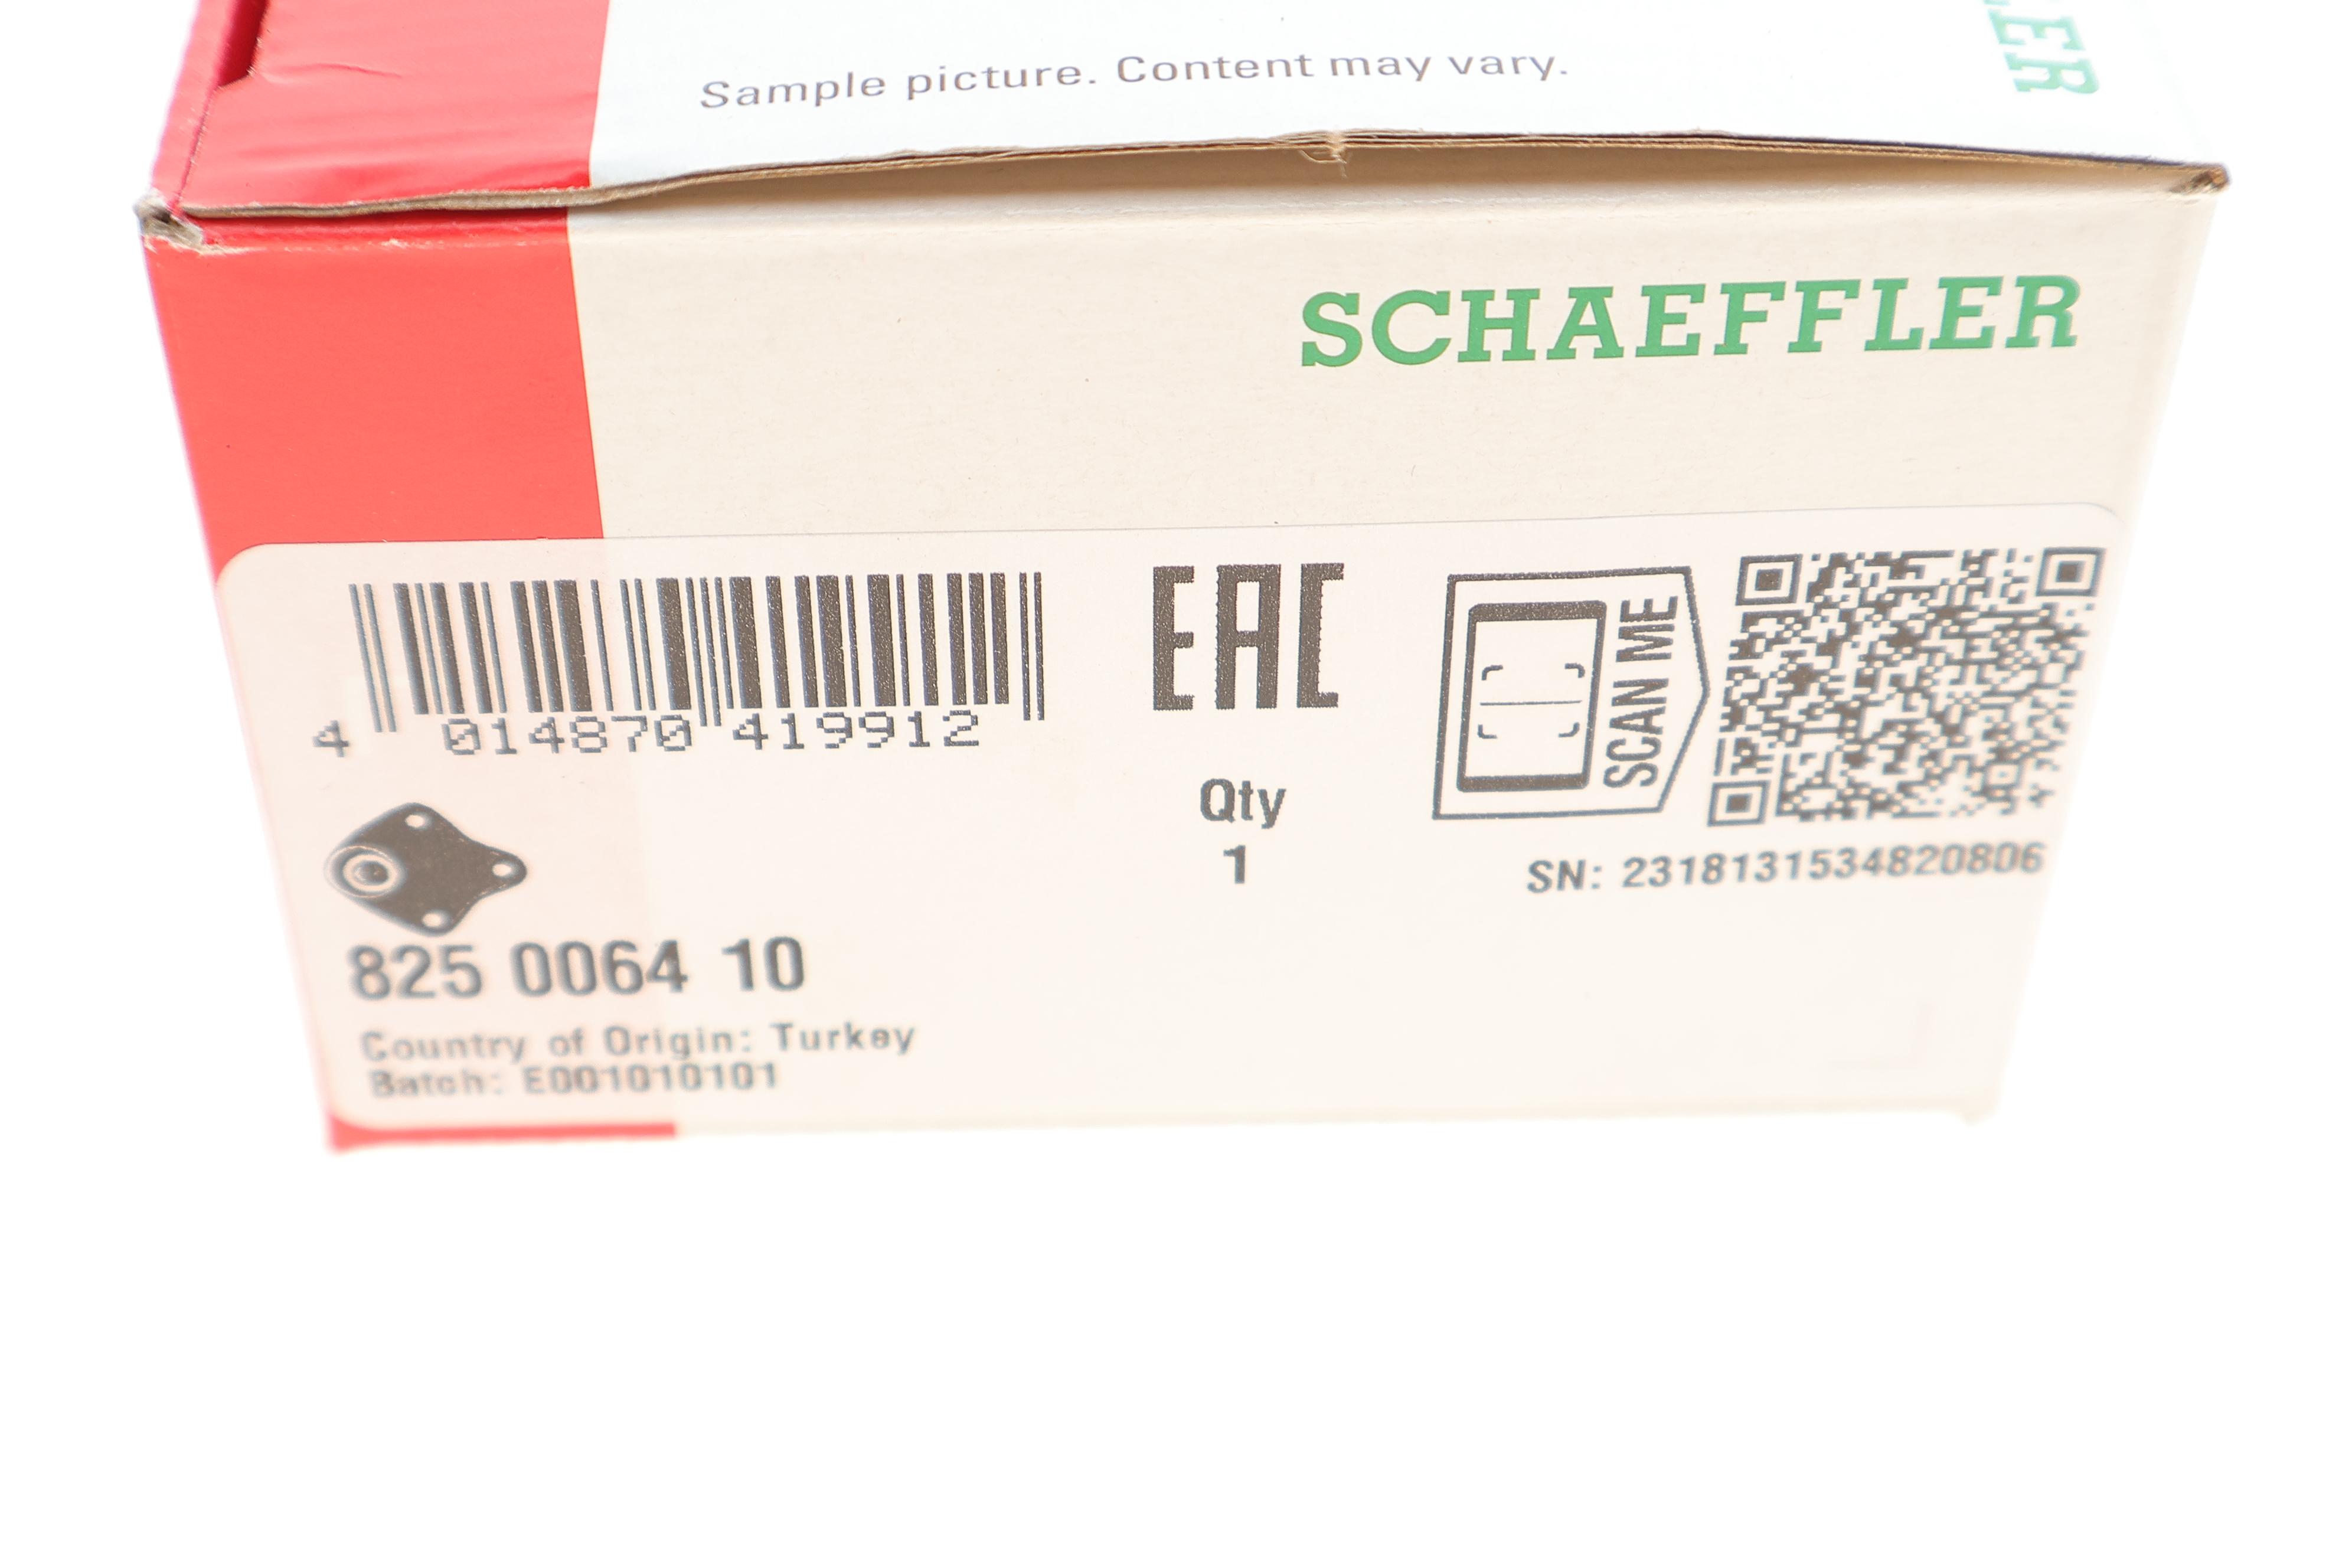 Sample picture. Content may vary.
ER
SCHAEFFLER
EAC
SCAN ME
4 014870 419912
Qty
1
SN: 2318131534820806
825 0064 10
Country of Origin: Turkey
Batch: E001010101